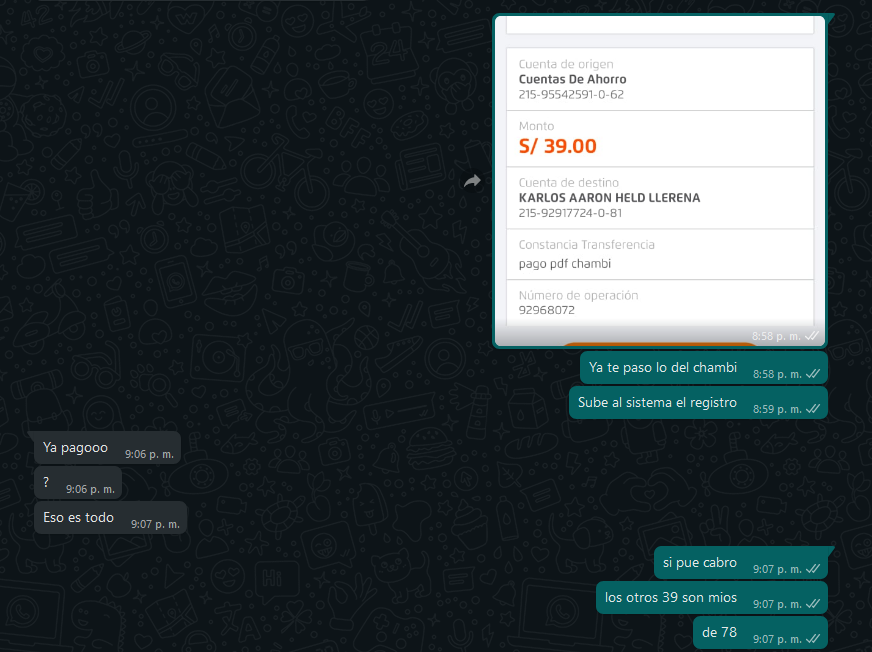 Cuenta de origen
Cuentas De Ahorro
215-95542591-0-62
Monto
S/ 39.00
Cuenta de destino
KARLOS AARON HELD LLERENA
215-92917724-0-81
Constancia Transferencia
pago pdf chambi
Número de operación
92968072
8:58 p. m.
Ya te paso lo del chambi 8:58 p. m.
Sube al sistema el registro 8:59 p. m.
Ya pagooo 9:06 p. m.
? 9:06 p. m.
Eso es todo 9:07 p. m.
si pue cabro 9:07 p. m.
los otros 39 son mios 9:07 p. m.
de 78 9:07 p. m.